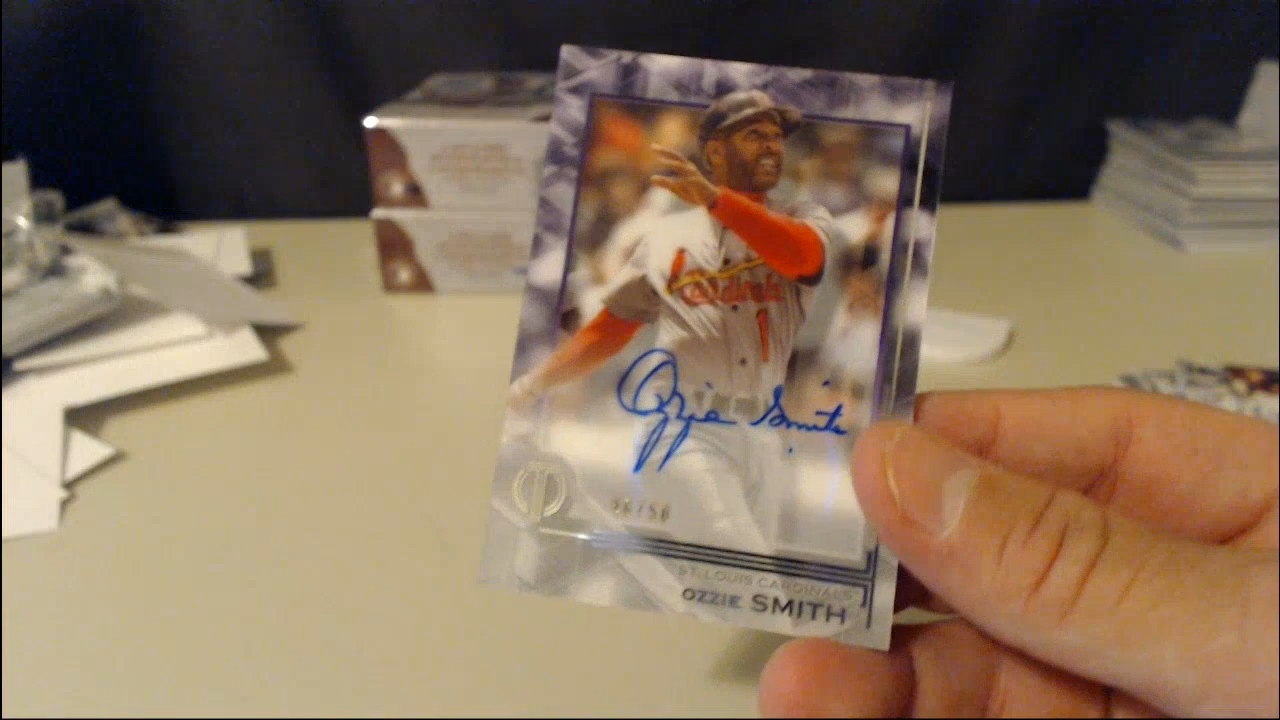 Cardinals
1
Ozzie Smith
ST. LOUIS CARDINALS
OZZIE SMITH